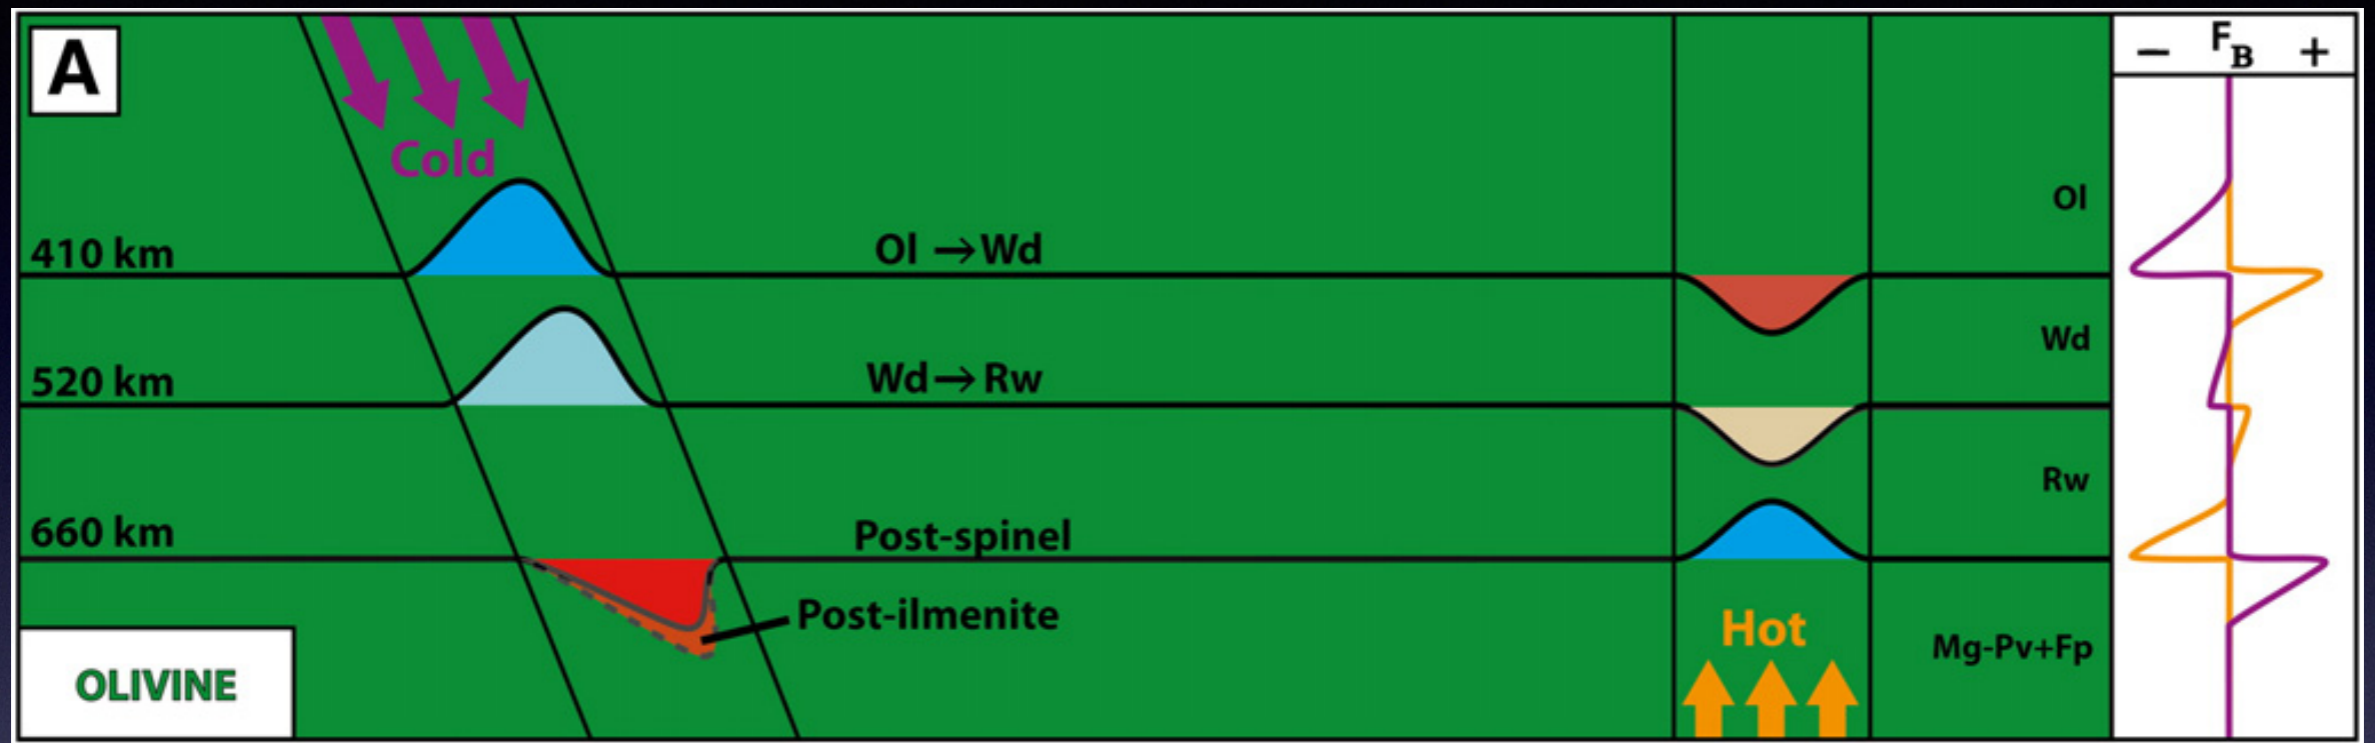 A
− F_B +
Cold
Ol
410 km
Ol →Wd
Wd
520 km
Wd→Rw
Rw
660 km
Post-spinel
Post-ilmenite
Hot
Mg-Pv+Fp
OLIVINE